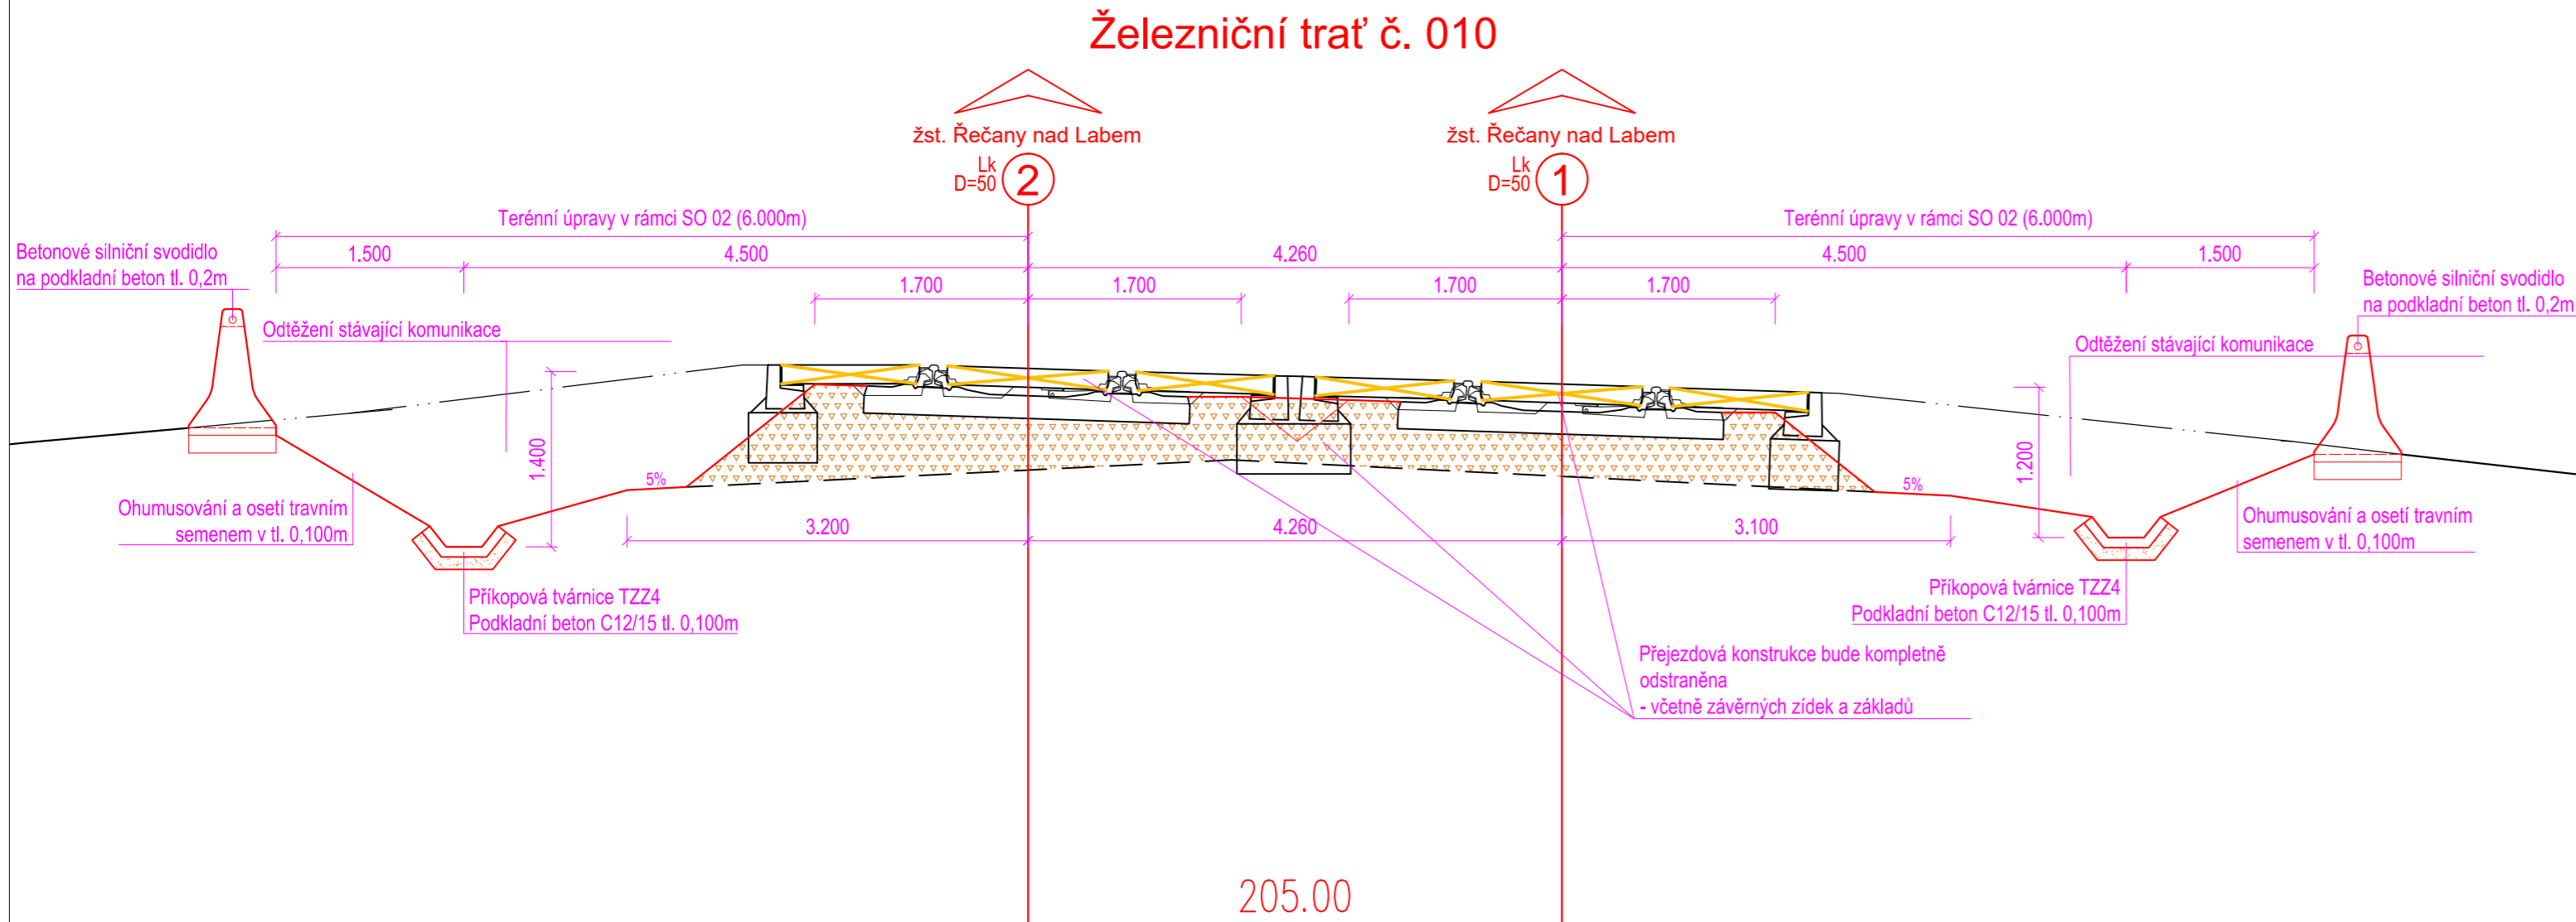 Železniční trať č. 010
žst. Řečany nad Labem
žst. Řečany nad Labem
Lk
D=50
2
Lk
D=50
1
Terénní úpravy v rámci SO 02 (6.000m)
Terénní úpravy v rámci SO 02 (6.000m)
1.500
4.500
4.260
4.500
1.500
Betonové silniční svodidlo
na podkladní beton tl. 0,2m
Betonové silniční svodidlo
na podkladní beton tl. 0,2m
1.700
1.700
1.700
1.700
Odtěžení stávající komunikace
Odtěžení stávající komunikace
1.400
1.200
5%
5%
Ohumusování a osetí travním
semenem v tl. 0,100m
Ohumusování a osetí travním
semenem v tl. 0,100m
3.200
4.260
3.100
Příkopová tvárnice TZZ4
Podkladní beton C12/15 tl. 0,100m
Příkopová tvárnice TZZ4
Podkladní beton C12/15 tl. 0,100m
Přejezdová konstrukce bude kompletně
odstraněna
- včetně závěrných zídek a základů
205.00